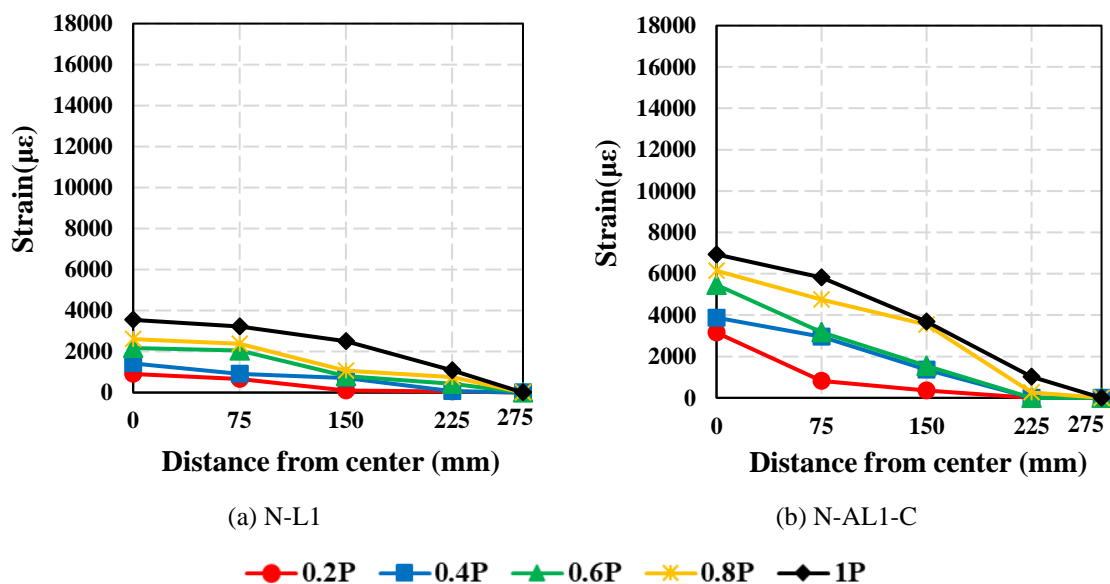 18000
16000
14000
12000
10000
8000
6000
4000
2000
0
Strain(με)
0 75 150 225 275
Distance from center (mm)
(a) N-L1
18000
16000
14000
12000
10000
8000
6000
4000
2000
0
Strain(με)
0 75 150 225 275
Distance from center (mm)
(b) N-AL1-C
0.2P 0.4P 0.6P 0.8P 1P